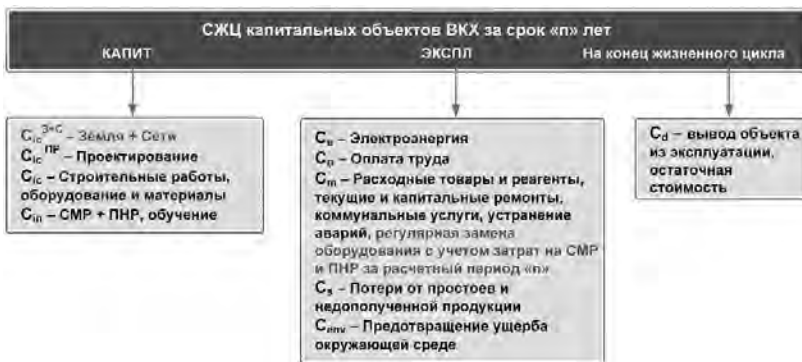 СЖЦ капитальных объектов ВКХ за срок «n» лет
КАПИТ
ЭКСПЛ
На конец жизненного цикла
C_ic^З+С – Земля + Сети
C_ic^ПР – Проектирование
C_ic – Строительные работы,
оборудование и материалы
C_in – СМР + ПНР, обучение
C_e – Электроэнергия
C_o – Оплата труда
C_m – Расходные товары и реагенты,
текущие и капитальные ремонты,
коммунальные услуги, устранение
аварий, регулярная замена
оборудования с учетом затрат на СМР
и ПНР за расчетный период «n»
C_s – Потери от простоев и
недополученной продукции
C_env – Предотвращение ущерба
окружающей среде
C_d – вывод объекта
из эксплуатации,
остаточная
стоимость